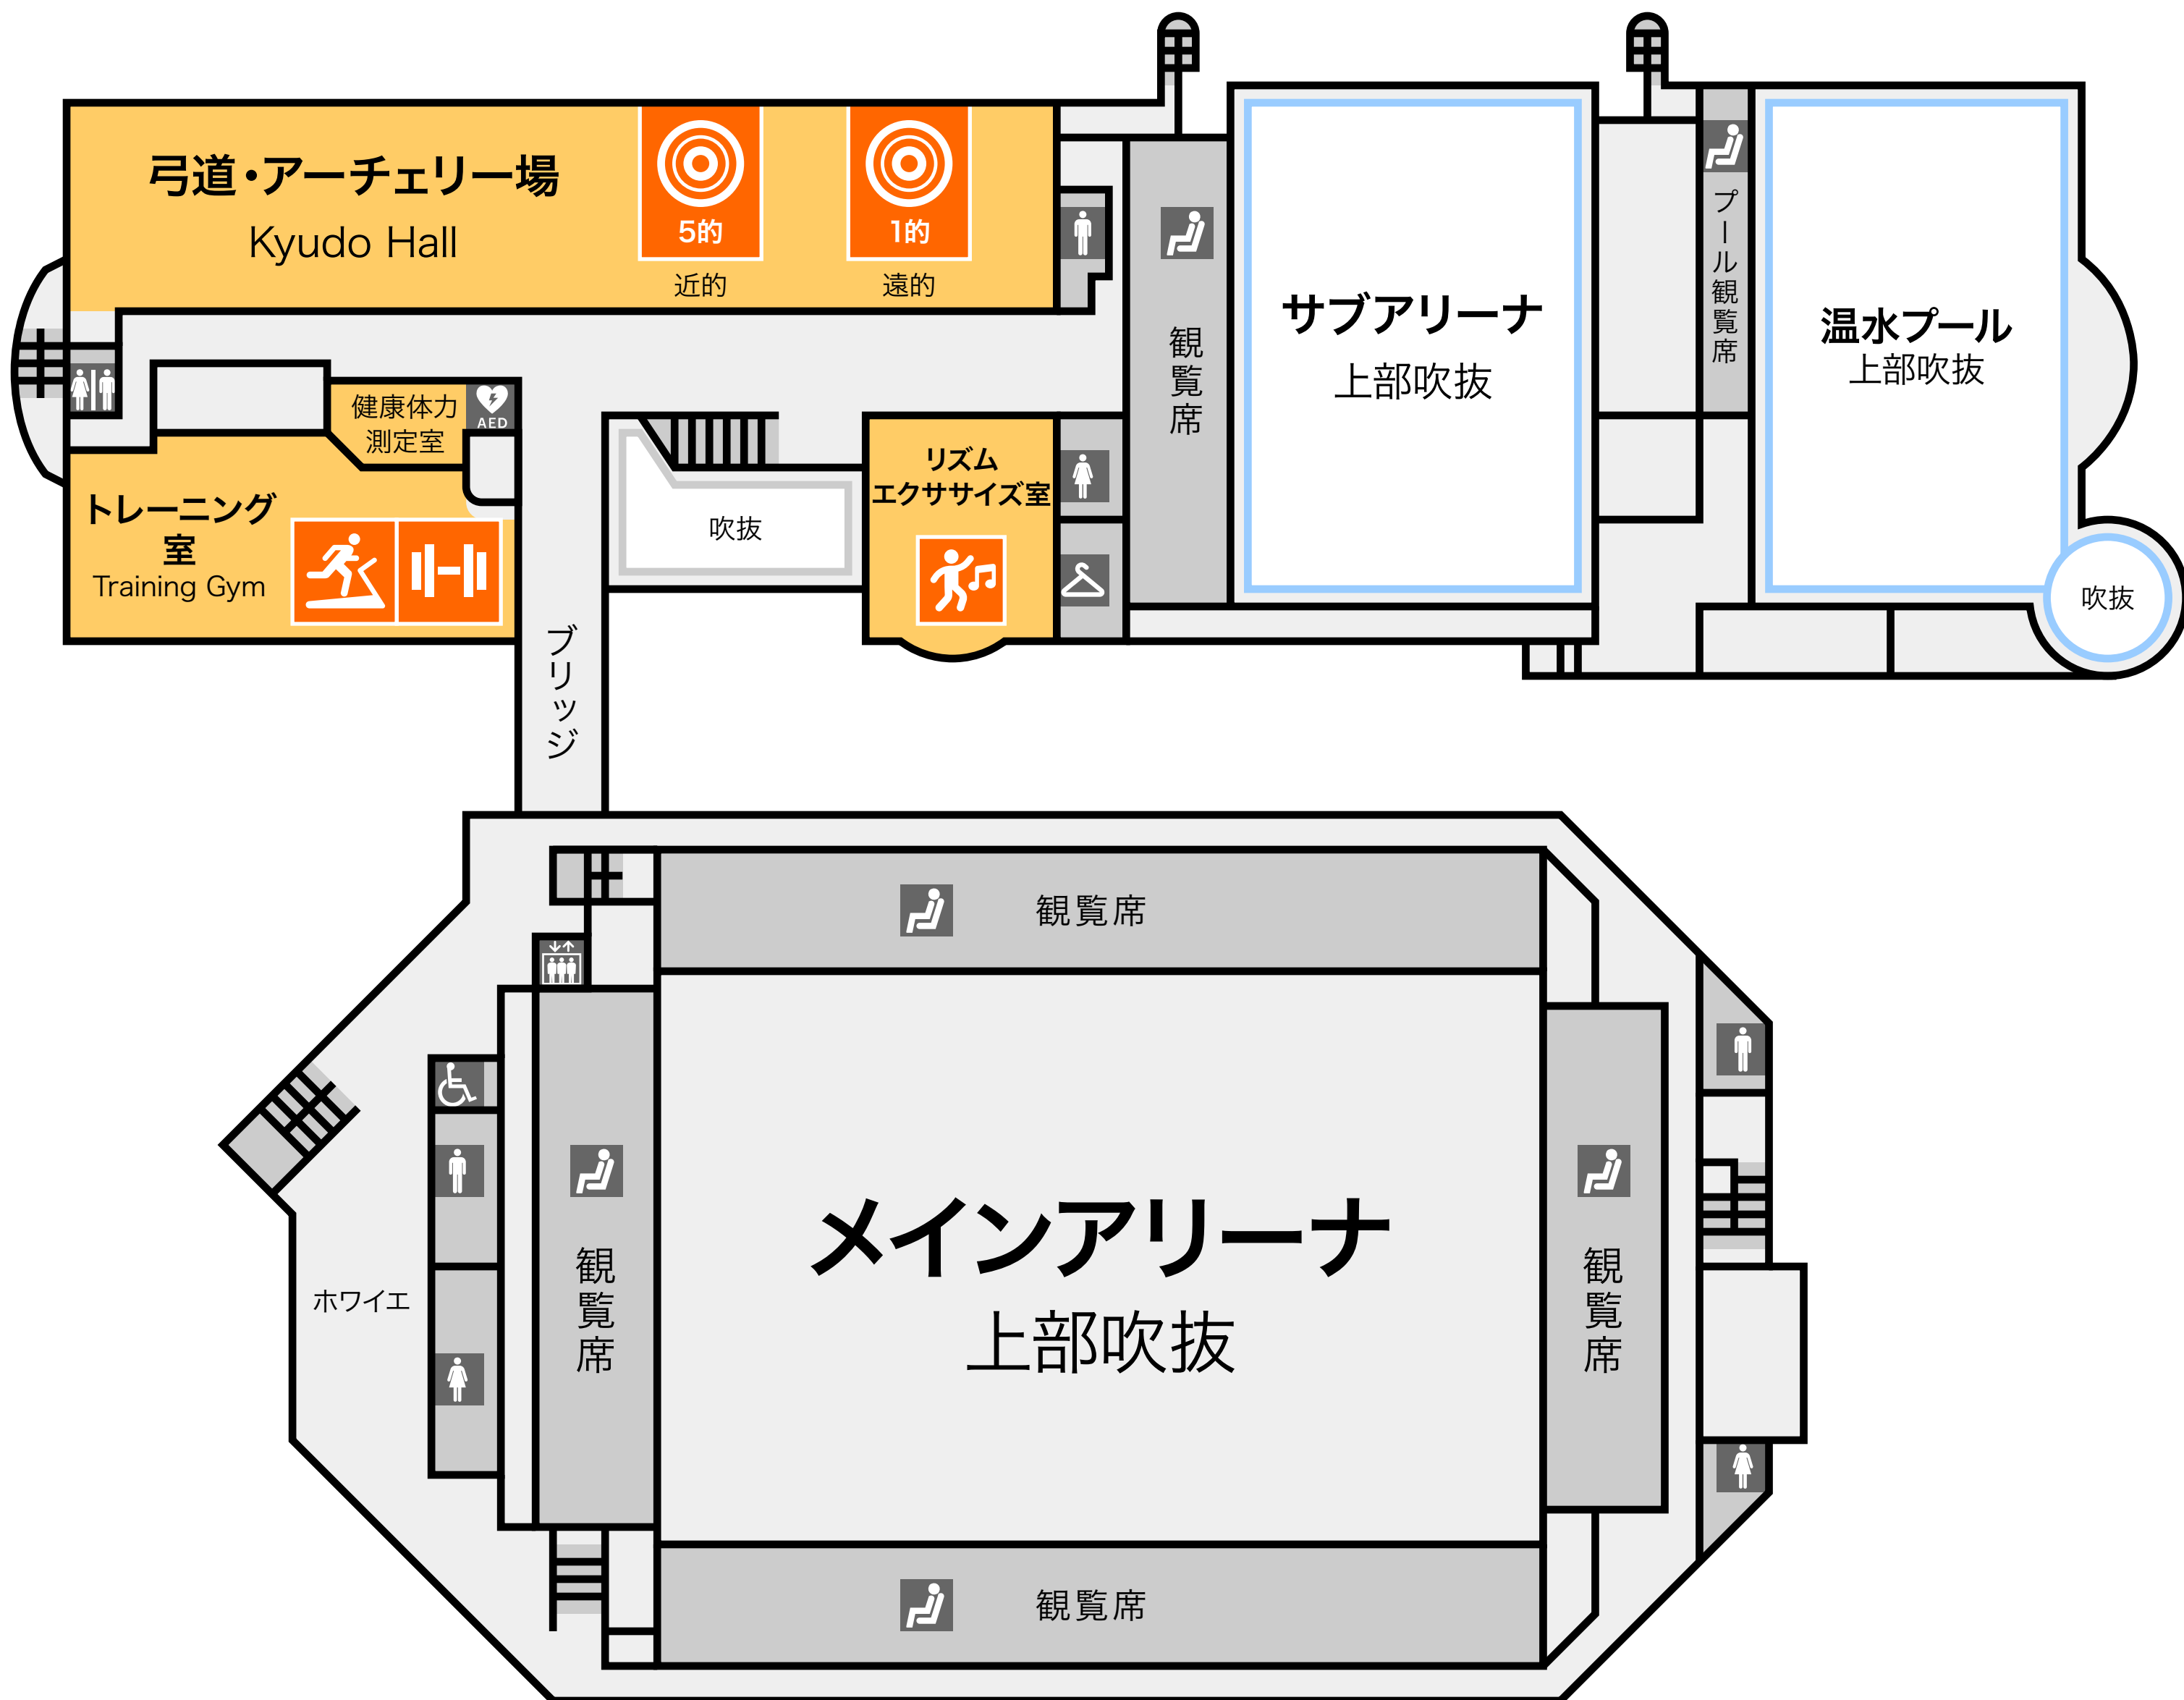 弓道・アーチェリー場
Kyudo Hall
5的
近的
1的
遠的
健康体力
測定室
AED
トレーニング
室
Training Gym
ブリッジ
吹抜
リズム
エクササイズ室
観覧席
サブアリーナ
上部吹抜
プール観覧席
温水プール
上部吹抜
吹抜
観覧席
観覧席
メインアリーナ
上部吹抜
観覧席
ホワイエ
観覧席